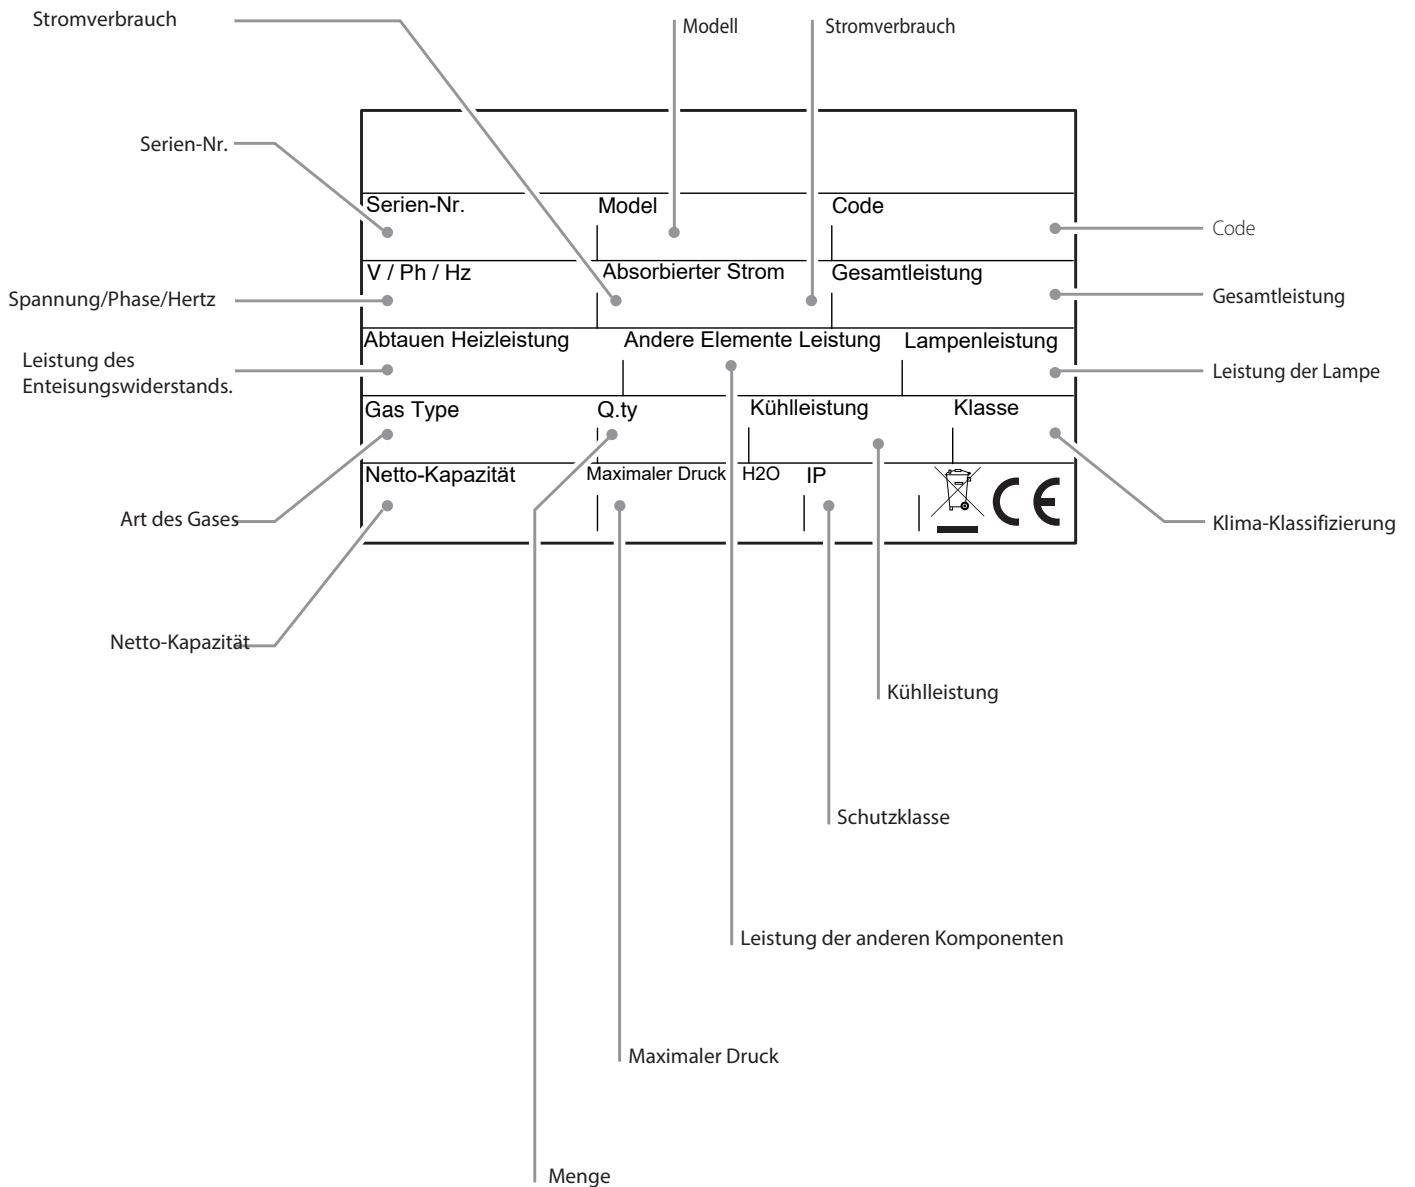 Stromverbrauch
Modell
Stromverbrauch
Serien-Nr.
Serien-Nr.
Model
Code
Code
V / Ph / Hz
Absorbierter Strom
Gesamtleistung
Spannung/Phase/Hertz
Gesamtleistung
Abtauen Heizleistung
Andere Elemente Leistung
Lampenleistung
Leistung des
Enteisungswiderstands.
Leistung der Lampe
Gas Type
Q.ty
Kühlleistung
Klasse
Netto-Kapazität
Maximaler Druck
H2O
IP
CE
Art des Gases
Klima-Klassifizierung
Netto-Kapazität
Kühlleistung
Schutzklasse
Leistung der anderen Komponenten
Maximaler Druck
Menge